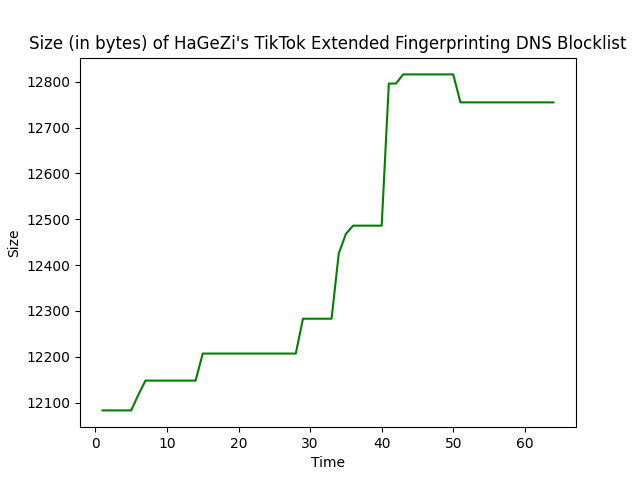 Size (in bytes) of HaGeZi's TikTok Extended Fingerprinting DNS Blocklist
12800
12700
12600
12500
12400
12300
12200
12100
Size
0 10 20 30 40 50 60
Time